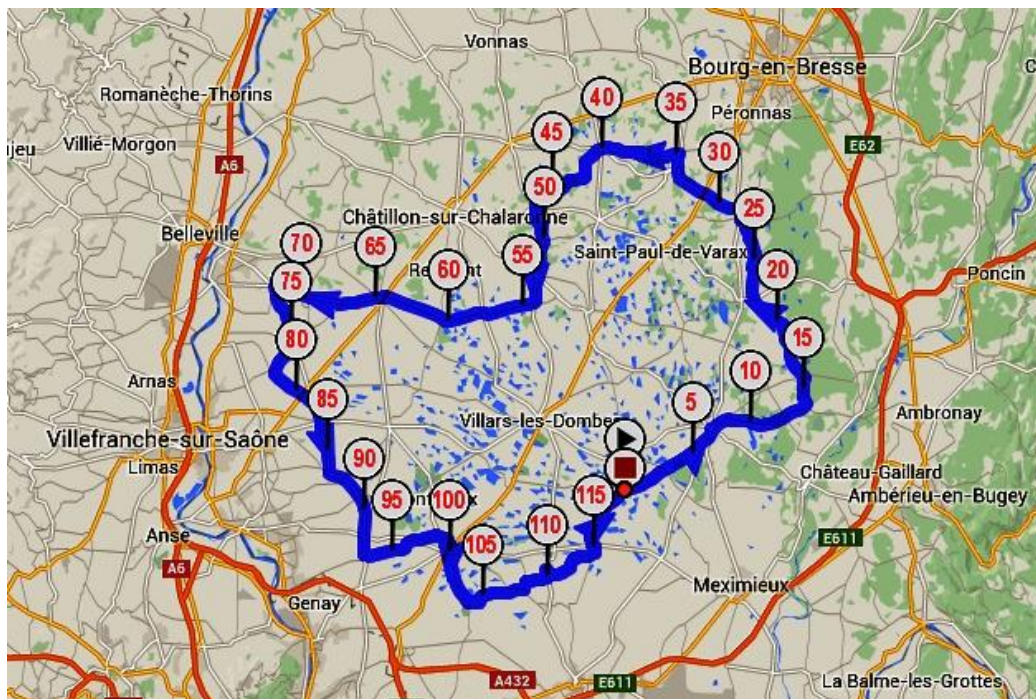 Vonnas
Bourg-en-Bresse
Romanèche-Thorins
40
35
Péronnas
Villié-Morgon
45
30
E62
A6
50
25
Châtillon-sur-Chalaronne
Belleville
70
65
Saint-Paul-de-Varax
55
60
20
Poncin
75
80
15
Arnas
10
85
5
Ambronay
Villars-les-Dombes
Villefranche-sur-Saône
Limas
90
Château-Gaillard
95
100
115
Ambérieu-en-Bugey
110
Anse
105
E611
A6
Genay
Meximieux
A432
E611
La Balme-les-Grottes